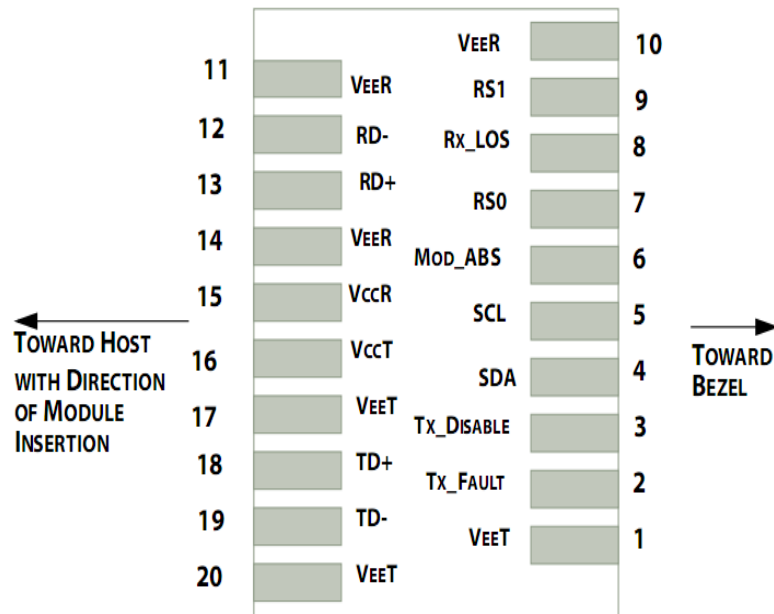 VEER 10
11 VEER
RS1 9
12 RD-
RX_LOS 8
13 RD+
RS0 7
14 VEER
MOD_ABS 6
15 VCCR
SCL 5
TOWARD HOST
WITH DIRECTION
OF MODULE
INSERTION
TOWARD
BEZEL
16 VCCT
SDA 4
17 VEET
TX_DISABLE 3
18 TD+
TX_FAULT 2
19 TD-
VEET 1
20 VEET